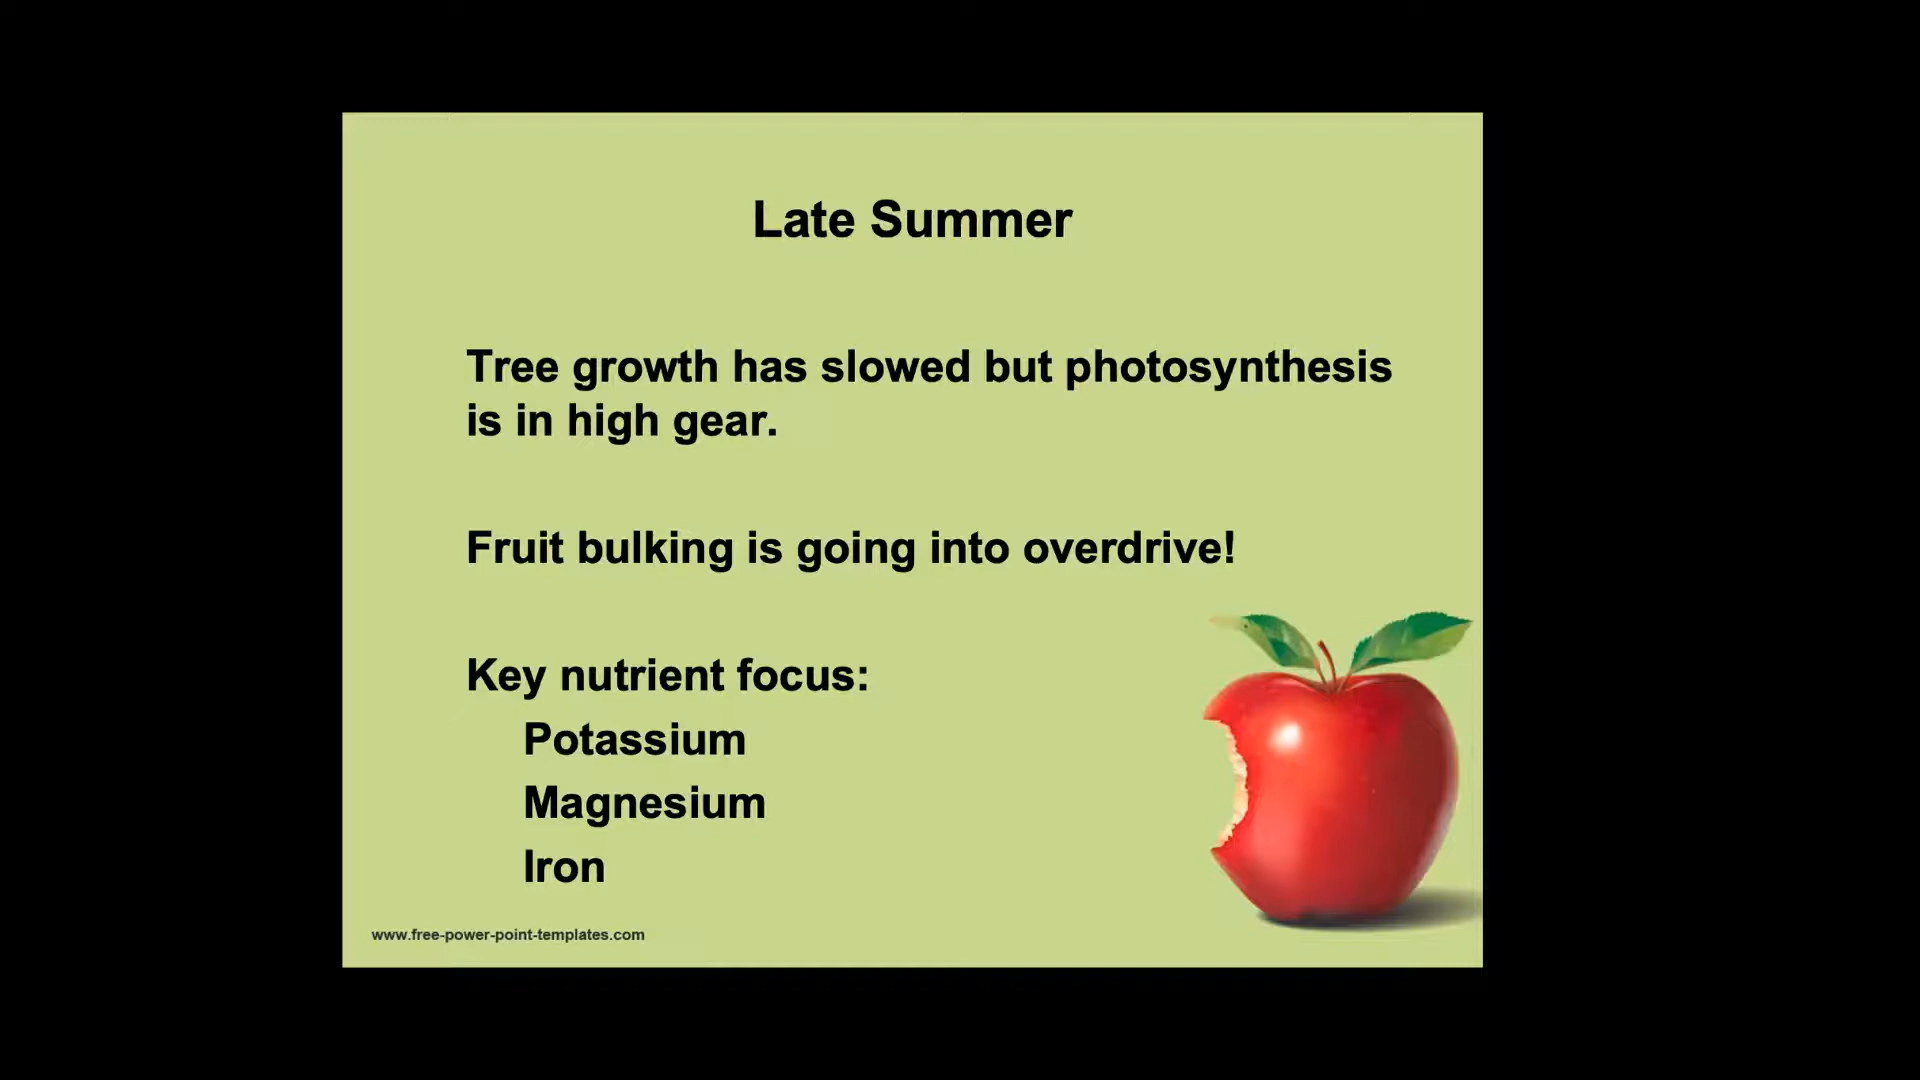 Late Summer
Tree growth has slowed but photosynthesis
is in high gear.
Fruit bulking is going into overdrive!
Key nutrient focus:
Potassium
Magnesium
Iron
www.free-power-point-templates.com